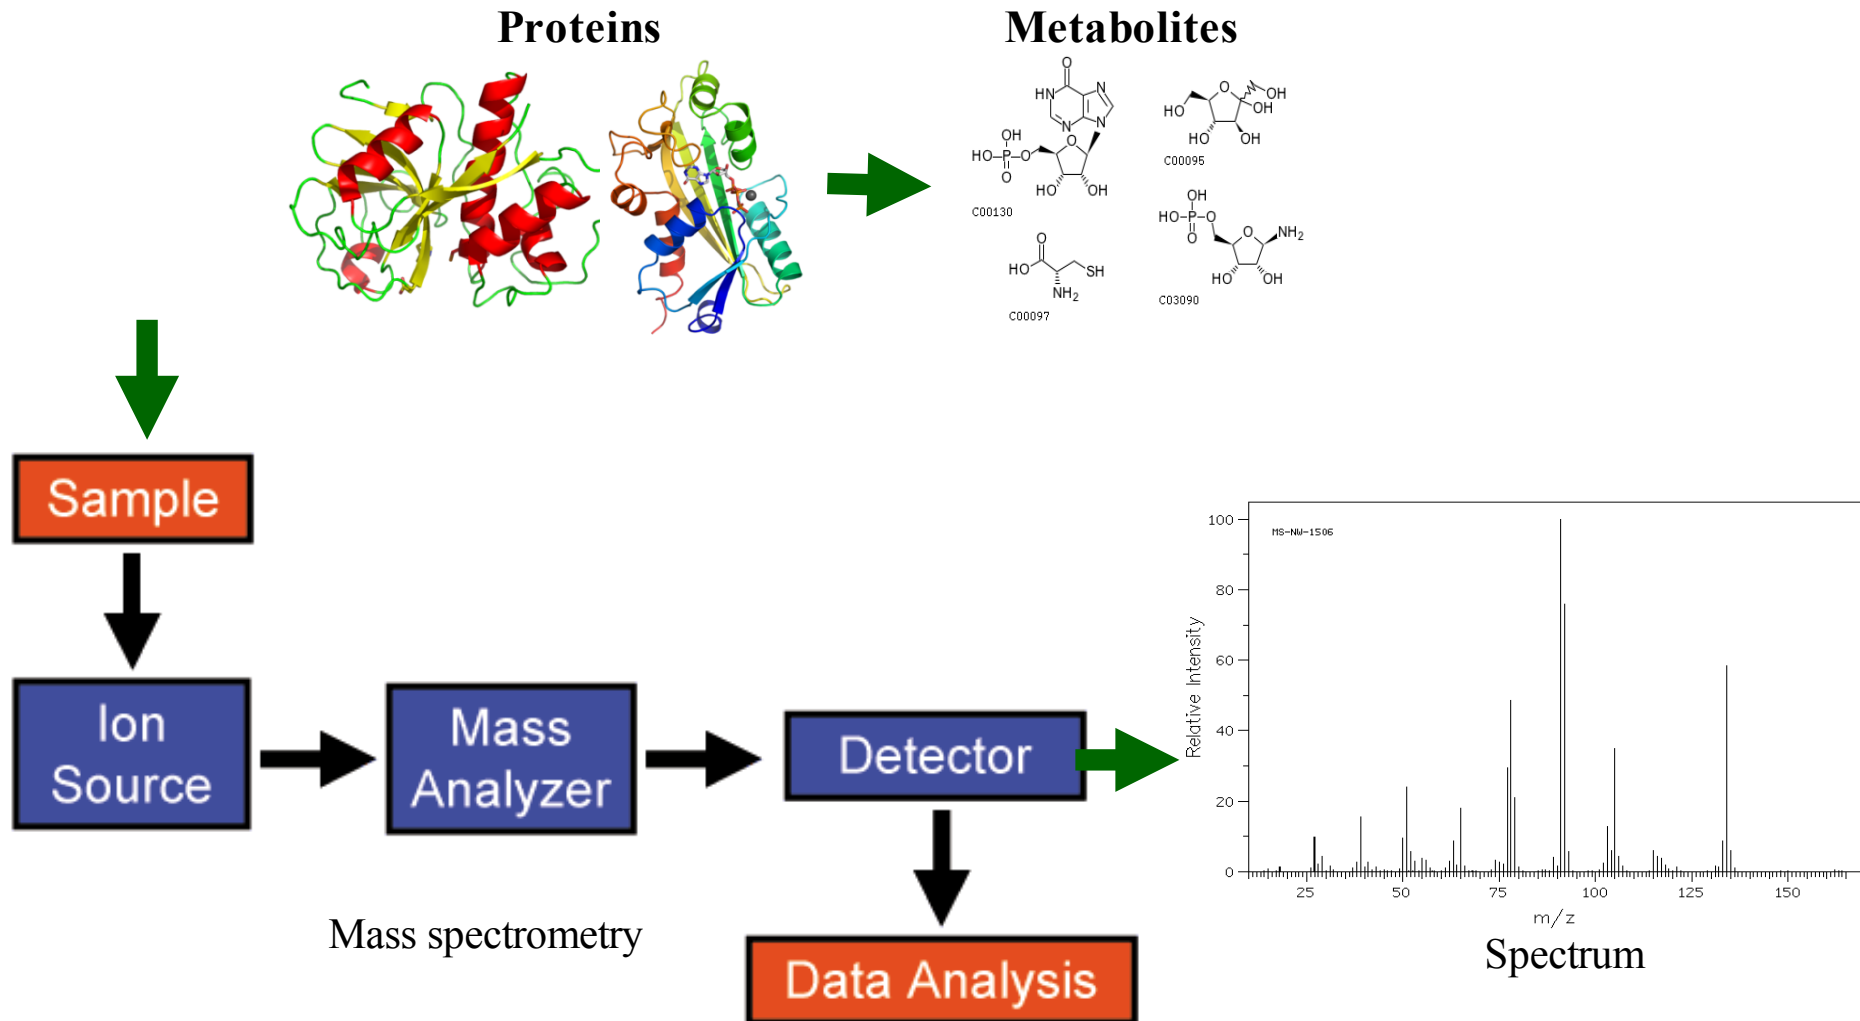 Proteins
Metabolites
O
HN
N
N
N
OH
HO-P-O
O
O
HO
OH
C00130
O
HO
SH
NH2
C00097
HO
O
OH
OH
HO
OH
C00095
OH
HO-P-O
O
O
NH2
HO
OH
C03090
Sample
Ion
Source
Mass
Analyzer
Detector
Data Analysis
Mass spectrometry
MS-NW-1506
Relative Intensity
100
80
60
40
20
0
25
50
75
100
125
150
m/z
Spectrum